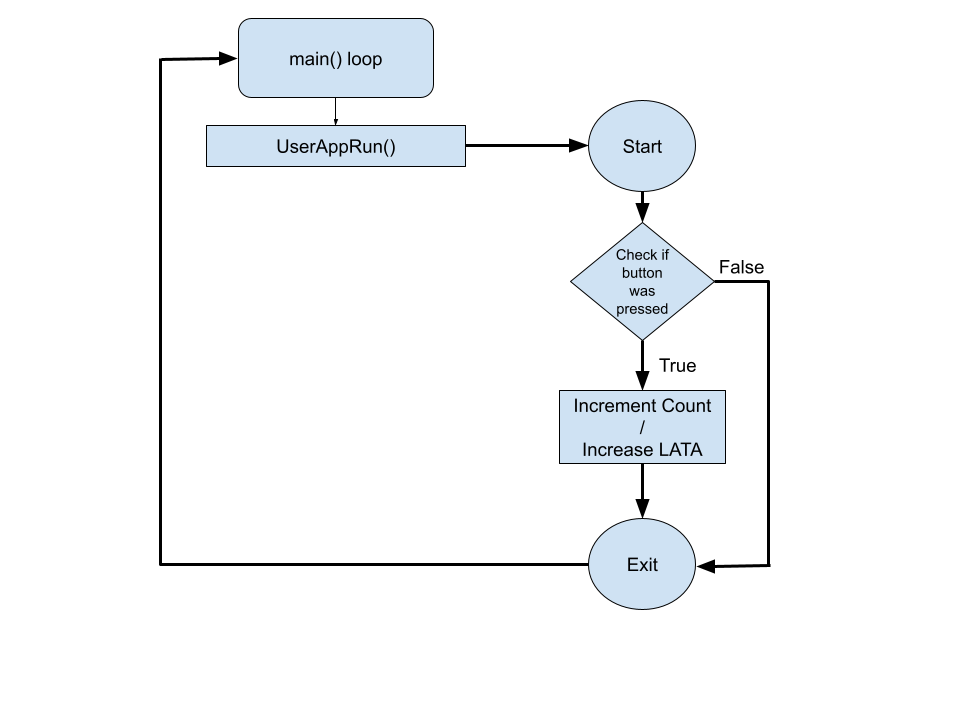 main() loop
UserAppRun()
Start
Check if
button
was
pressed
False
True
Increment Count
/
Increase LATA
Exit